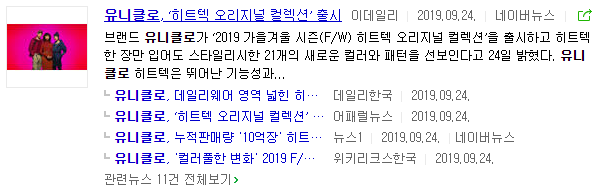 유니클로, ‘히트텍 오리지널 컬렉션’ 출시 이데일리 2019.09.24. 네이버뉴스
브랜드 유니클로가 ‘2019 가을겨울 시즌(F/W) 히트텍 오리지널 컬렉션’을 출시하고 히트텍
한 장만 입어도 스타일리시한 21개의 새로운 컬러와 패턴을 선보인다고 24일 밝혔다. 유니
클로 히트텍은 뛰어난 기능성과...
유니클로, 데일리웨어 영역 넓힌 히… 데일리한국 2019.09.24.
유니클로, ‘히트텍 오리지널 컬렉션’ … 어패럴뉴스 2019.09.24.
유니클로, 누적판매량 '10억장' 히트… 뉴스1 2019.09.24. 네이버뉴스
유니클로, '컬러풀한 변화' 2019 F/… 위키리크스한국 2019.09.24.
관련뉴스 11건 전체보기